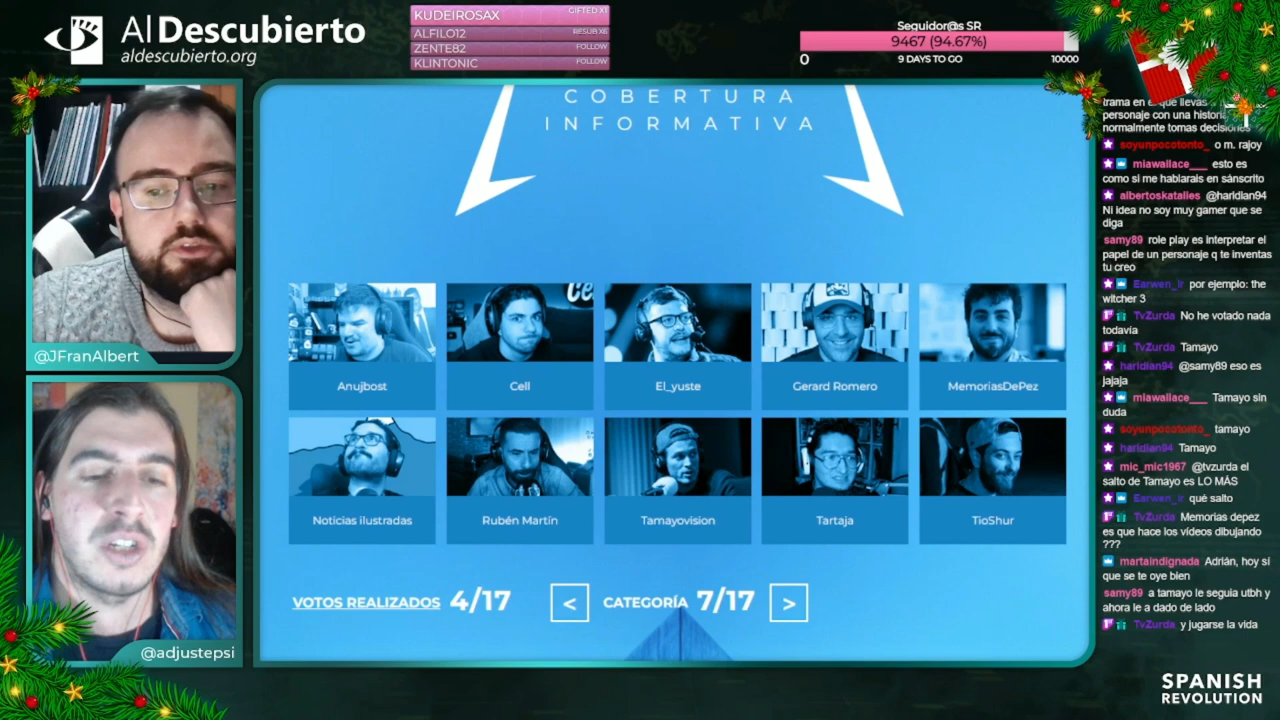 Al Descubierto
aldescubierto.org
KUDEIROSAX GIFTED X1
ALFILO12 RESUB X6
ZENTE82 FOLLOW
KLINTONIC FOLLOW
Seguidor@s SR
9467 (94.67%)
0 9 DAYS TO GO 10000
@JFranAlbert
@adjustepsi
COBERTURA
INFORMATIVA
Anujbost
Cell
El_yuste
Gerard Romero
MemoriasDePez
Noticias ilustradas
Rubén Martín
Tamayovision
Tartaja
TioShur
VOTOS REALIZADOS 4/17
< CATEGORÍA 7/17 >
trama en el que llevas a
personaje con una historia
normalmente tomas decisiones
soyunpocotonto_ o m. rajoy
miawallace___ esto es
como si me hablarais en sánscrito
albertoskatalies @haridian94
Ni idea no soy muy gamer que se
diga
samy89 role play es interpretar el
papel de un personaje q te inventas
tu creo
Earwen_ir por ejemplo: the
witcher 3
TvZurda No he votado nada
todavía
TvZurda Tamayo
haridian94 @samy89 eso es
jajaja
miawallace___ Tamayo sin
duda
soyunpocotonto_ tamayo
haridian94 Tamayo
mic_mic1967 @tvzurda el
salto de Tamayo es LO MÁS
Earwen_ir qué salto
TvZurda Memorias depez
es que hace los vídeos dibujando
???
martaindignada Adrián, hoy si
que se te oye bien
samy89 a tamayo le seguia utbh y
ahora le a dado de lado
TvZurda y jugarse la vida
SPANISH
REVOLUTION